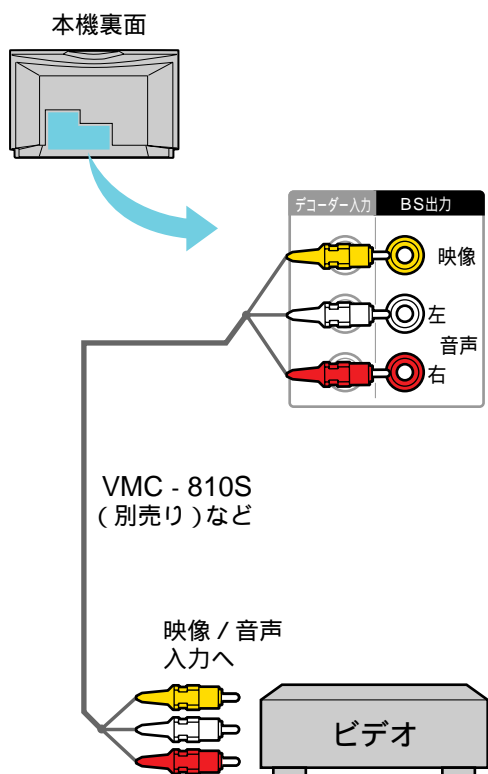 本機裏面
デコーダー入力 BS出力
映像
左
音声
右
VMC - 810S
( 別売り ) など
映像 / 音声
入力へ
ビデオ